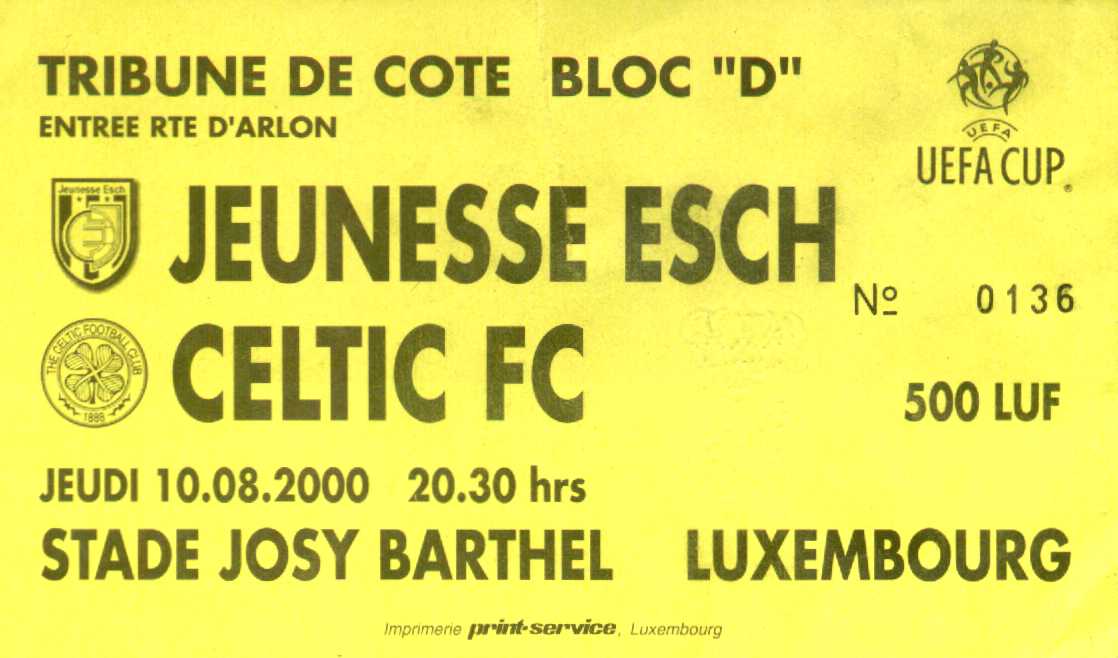 TRIBUNE DE COTE BLOC "D"
ENTREE RTE D'ARLON
UEFA
UEFA CUP®
Jeunesse Esch
JEUNESSE ESCH
Nº 0136
THE CELTIC FOOTBALL CLUB
1888
CELTIC FC
500 LUF
JEUDI 10.08.2000 20.30 hrs
STADE JOSY BARTHEL LUXEMBOURG
Imprimerie print-service, Luxembourg